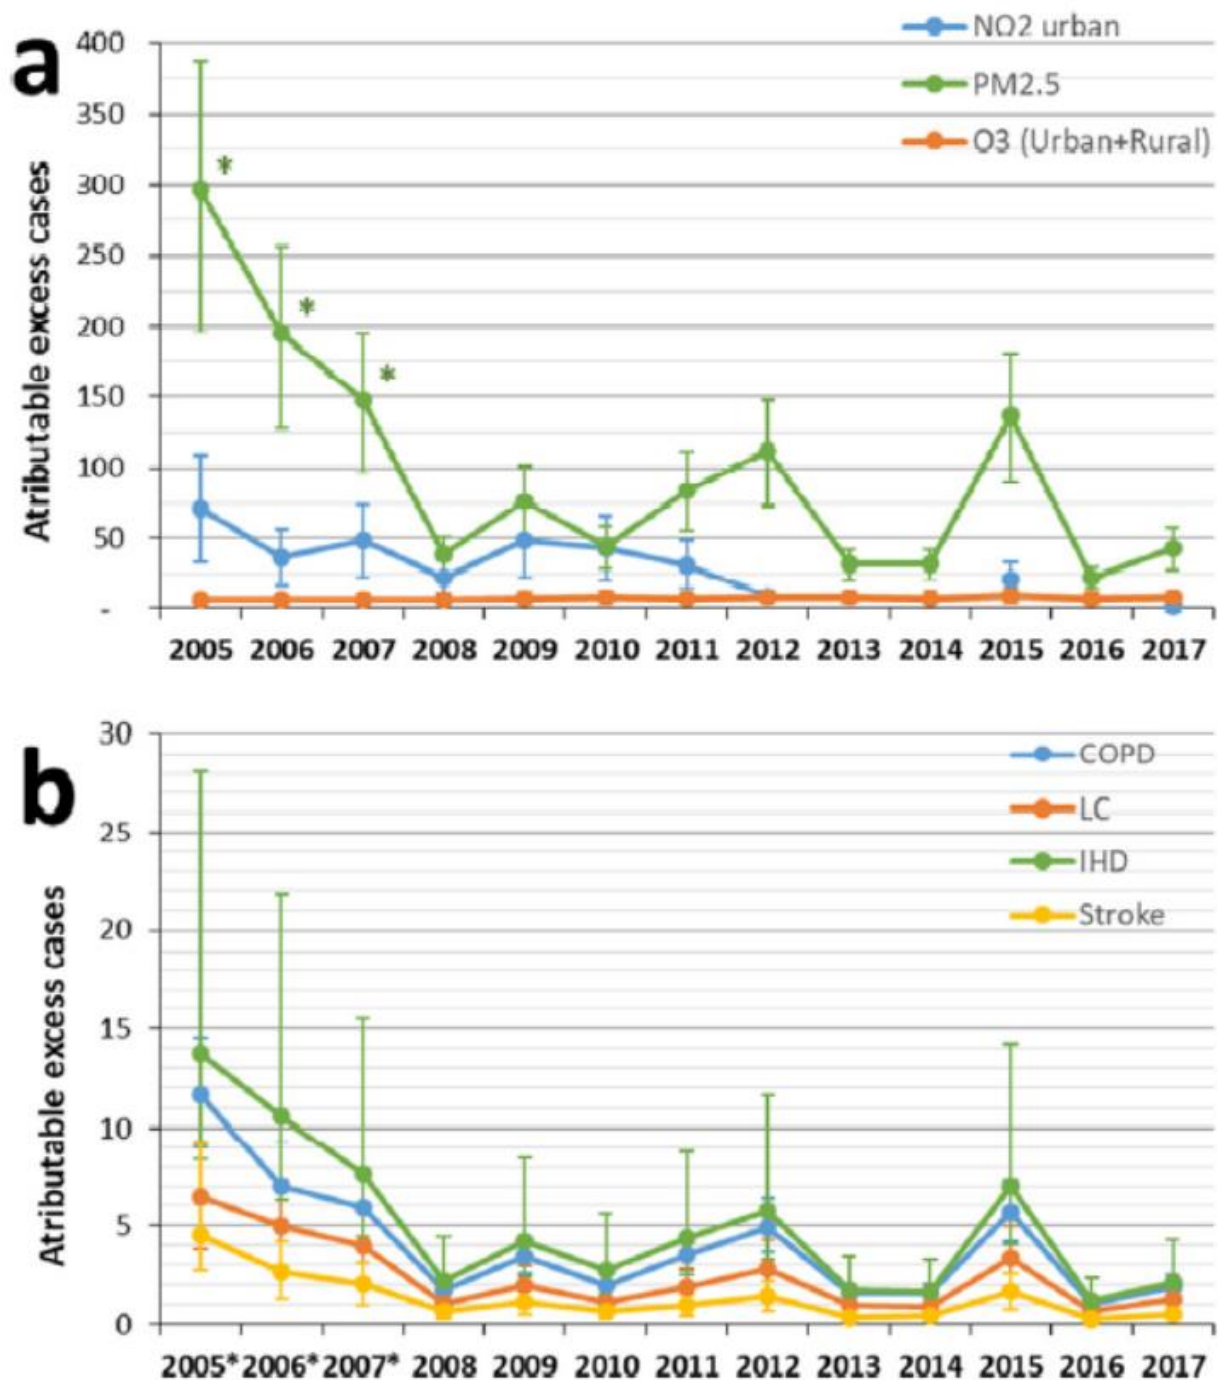 a
NO2 urban
PM2.5
O3 (Urban+Rural)
Atributable excess cases
400
350
300
250
200
150
100
50
-
*
*
*
2005 2006 2007 2008 2009 2010 2011 2012 2013 2014 2015 2016 2017
b
COPD
LC
IHD
Stroke
Atributable excess cases
30
25
20
15
10
5
0
2005* 2006* 2007* 2008 2009 2010 2011 2012 2013 2014 2015 2016 2017